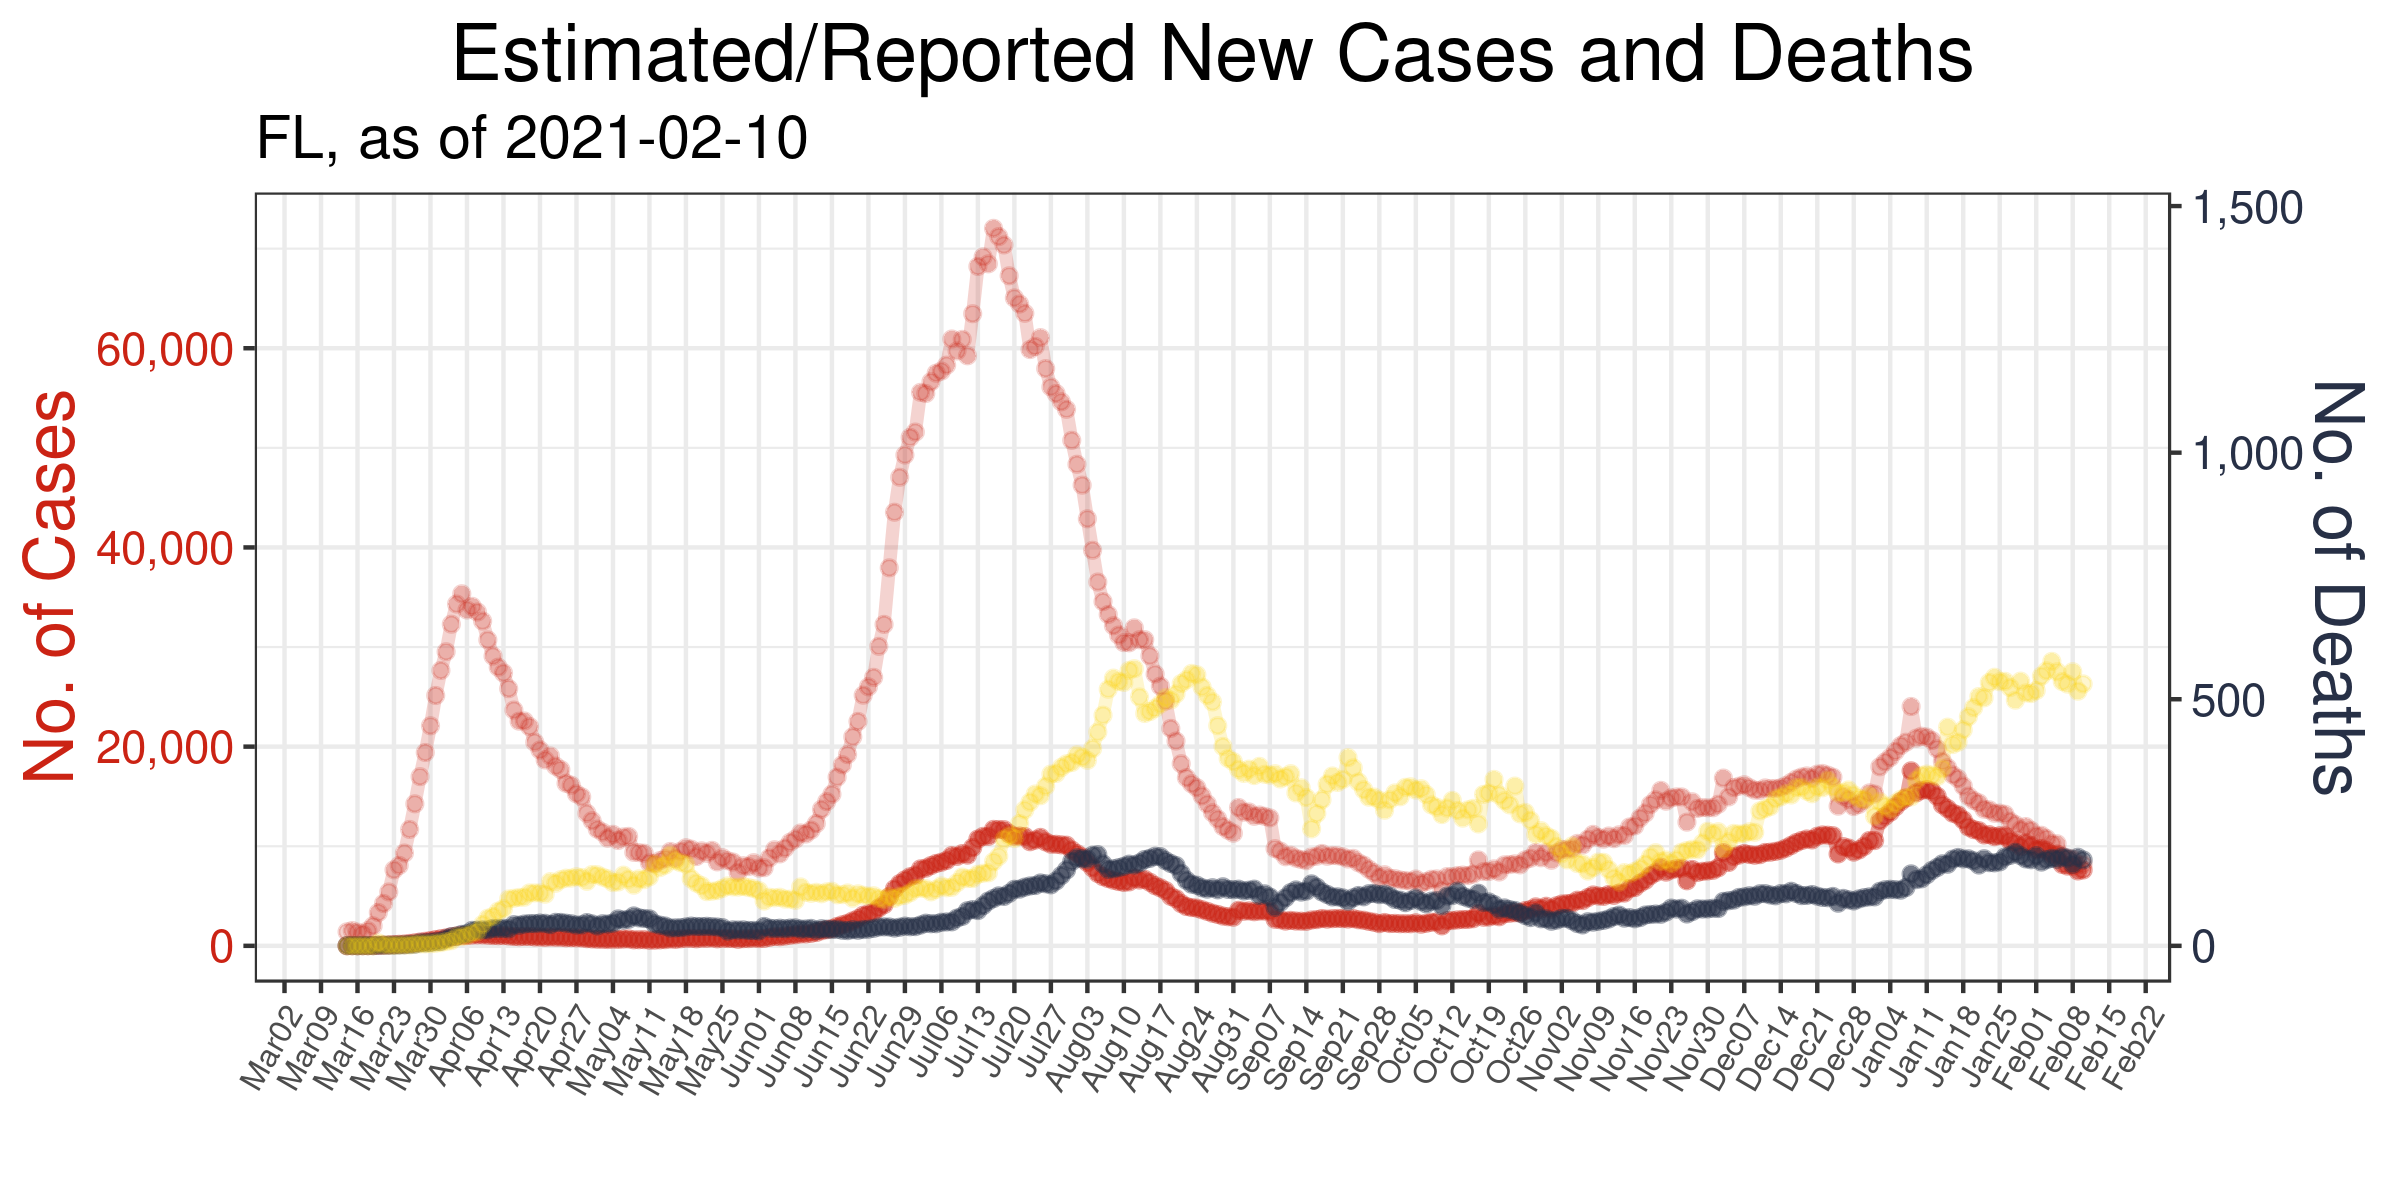 Estimated/Reported New Cases and Deaths
FL, as of 2021-02-10
No. of Cases
60,000
40,000
20,000
0
1,500
1,000
500
0
No. of Deaths
Mar02
Mar09
Mar16
Mar23
Mar30
Apr06
Apr13
Apr20
Apr27
May04
May11
May18
May25
Jun01
Jun08
Jun15
Jun22
Jun29
Jul06
Jul13
Jul20
Jul27
Aug03
Aug10
Aug17
Aug24
Aug31
Sep07
Sep14
Sep21
Sep28
Oct05
Oct12
Oct19
Oct26
Nov02
Nov09
Nov16
Nov23
Nov30
Dec07
Dec14
Dec21
Dec28
Jan04
Jan11
Jan18
Jan25
Feb01
Feb08
Feb15
Feb22